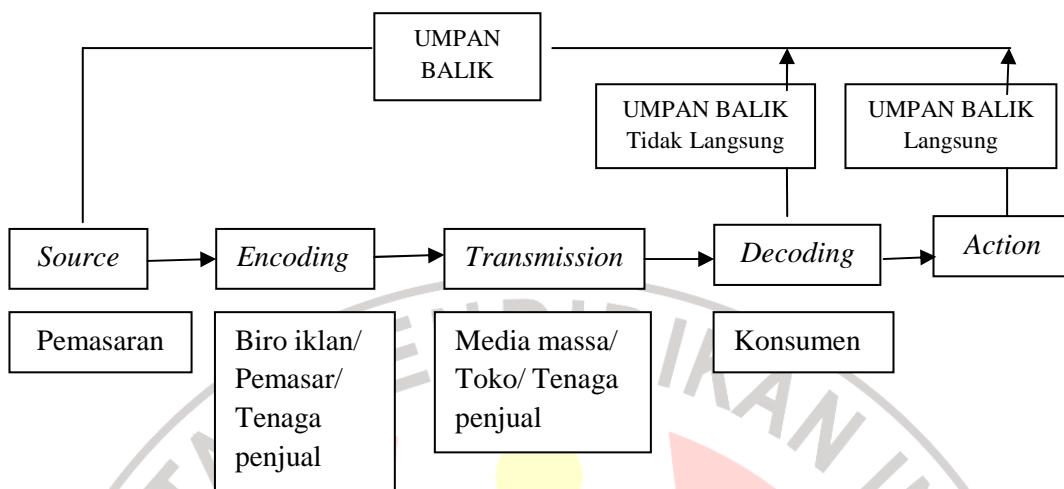 UMPAN
BALIK
UMPAN BALIK
Tidak Langsung
UMPAN BALIK
Langsung
Source
Encoding
Transmission
Decoding
Action
Pemasaran
Biro iklan/
Pemasar/
Tenaga
penjual
Media massa/
Toko/ Tenaga
penjual
Konsumen